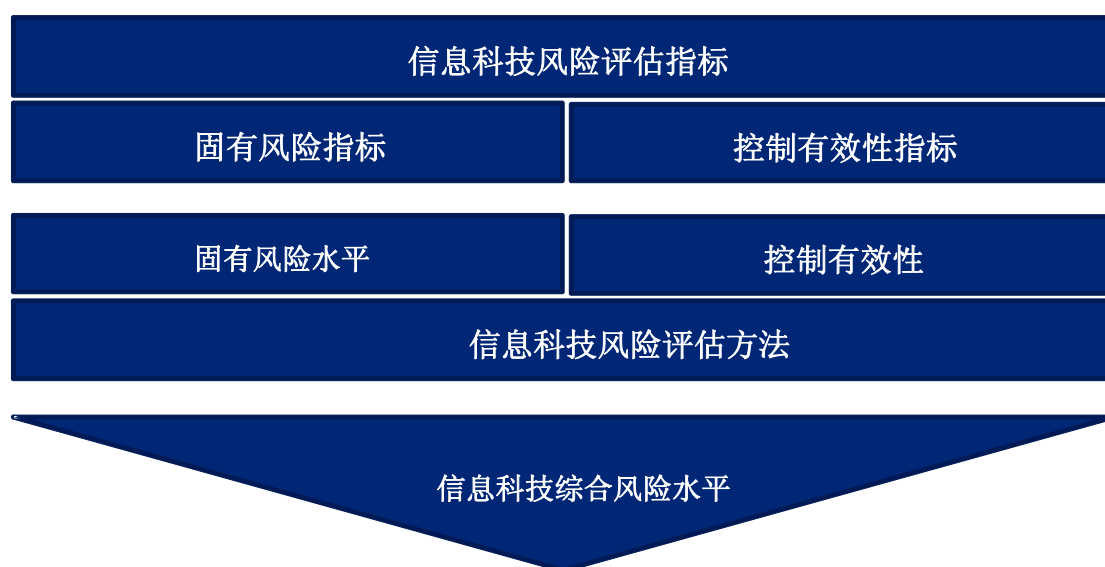 信息科技风险评估指标
固有风险指标
控制有效性指标
固有风险水平
控制有效性
信息科技风险评估方法
信息科技综合风险水平